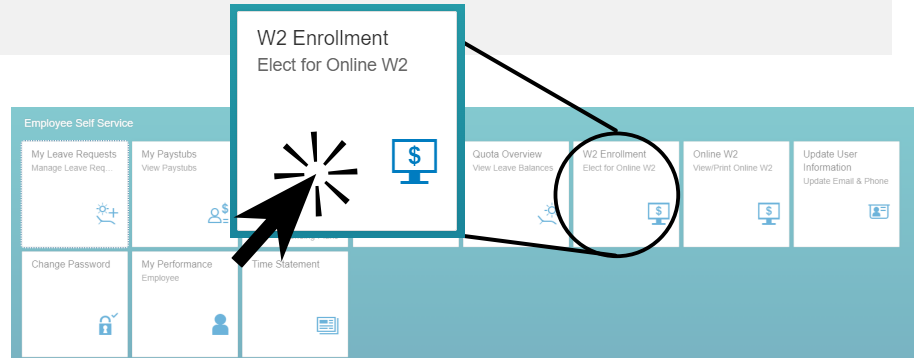 W2 Enrollment
Elect for Online W2
Employee Self Service
My Leave Requests
Manage Leave Req...
My Paystubs
View Paystubs
Quota Overview
View Leave Balances
W2 Enrollment
Elect for Online W2
Online W2
View/Print Online W2
Update User
Information
Update Email & Phone
Change Password
My Performance
Employee
Time Statement